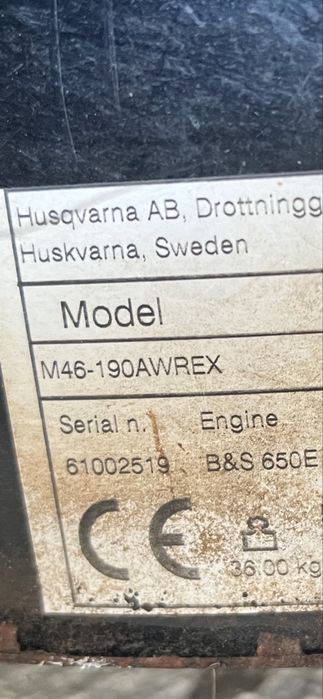 Husqvarna AB, Drottningg
Huskvarna, Sweden
Model
M46-190AWREX
Serial n. Engine
61002519 B&S 650E
CE
36.00 kg